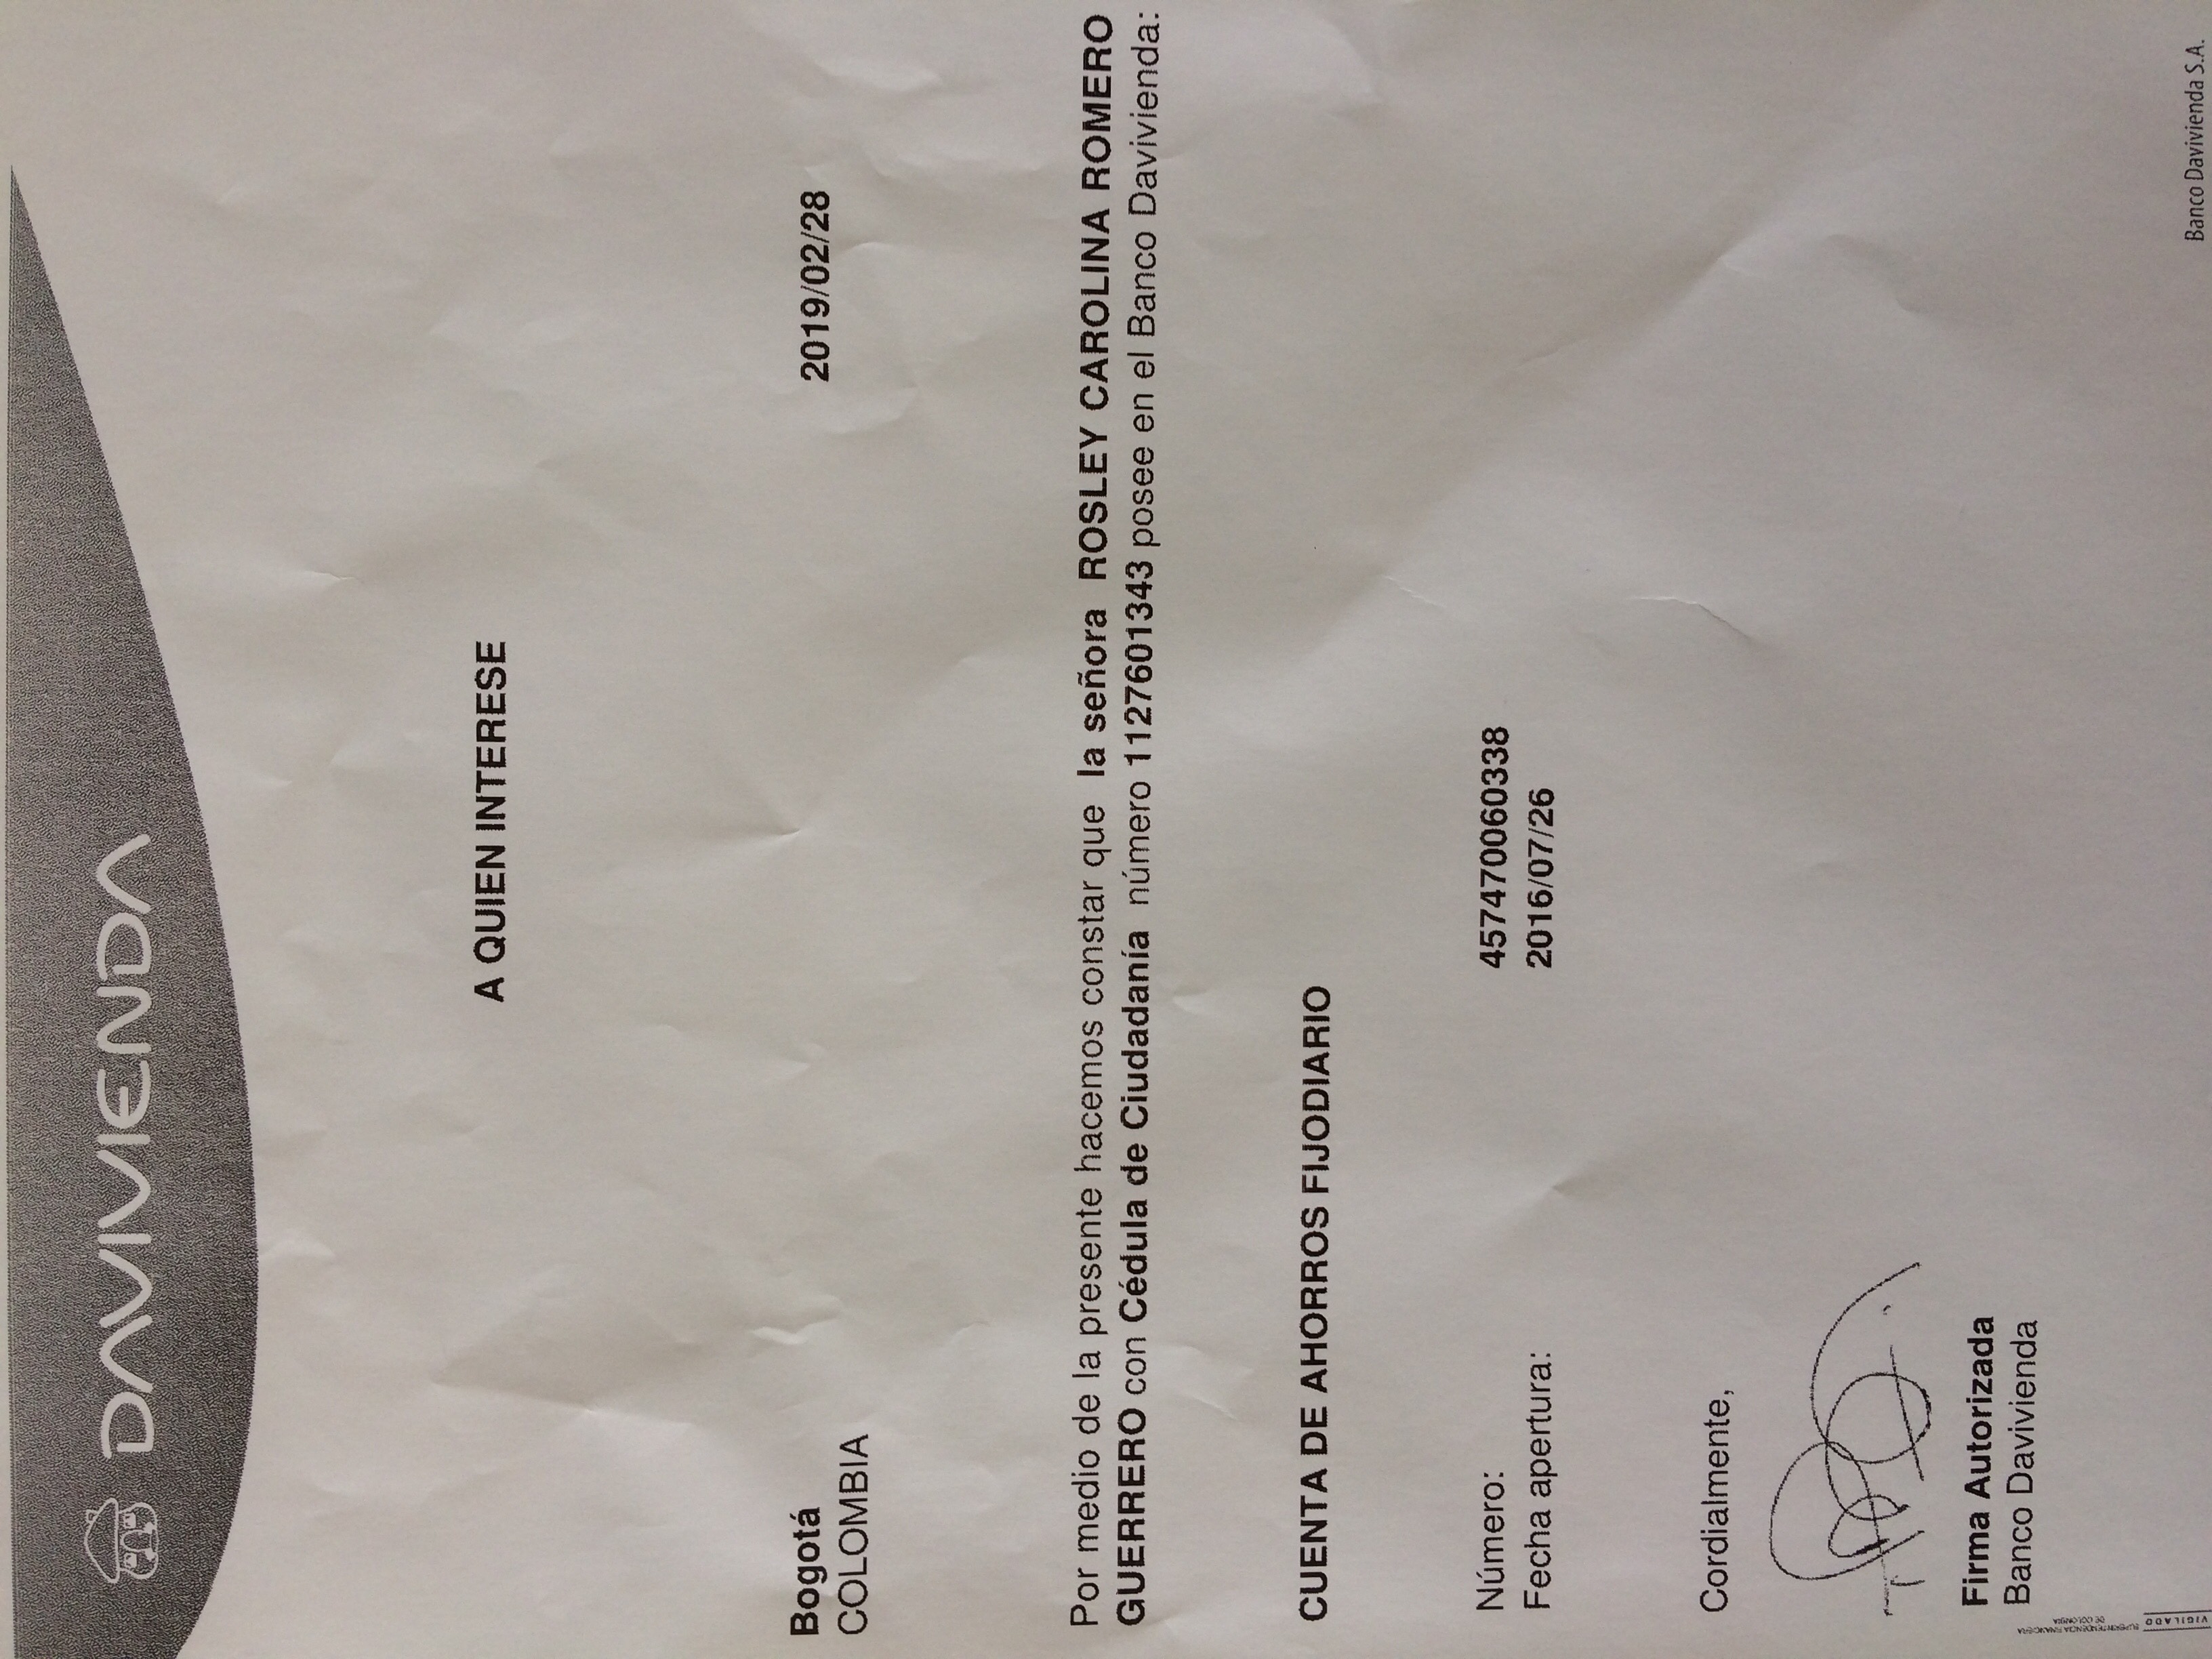 DAVIVIENDA
A QUIEN INTERESE
Bogotá
2019/02/28
COLOMBIA
Por medio de la presente hacemos constar que la señora ROSLEY CAROLINA ROMERO
GUERRERO con Cédula de Ciudadanía número 1127601343 posee en el Banco Davivienda:
CUENTA DE AHORROS FIJODIARIO
Número: 457470060338
Fecha apertura: 2016/07/26
Cordialmente,
Firma Autorizada
Banco Davivienda
VIGILADO SUPERINTENDENCIA FINANCIERA
DE COLOMBIA
Banco Davivienda S.A.